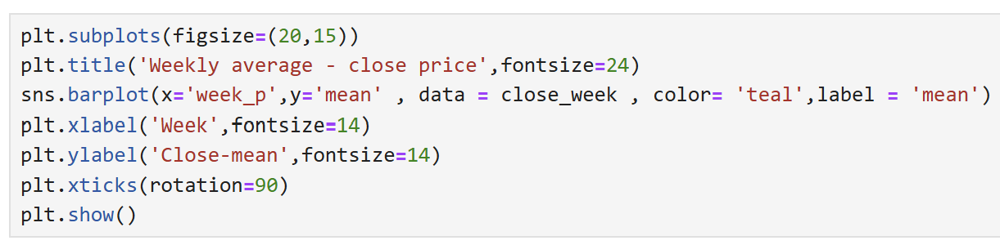 plt.subplots(figsize=(20,15))
plt.title('Weekly average - close price',fontsize=24)
sns.barplot(x='week_p',y='mean' , data = close_week , color= 'teal',label = 'mean')
plt.xlabel('Week',fontsize=14)
plt.ylabel('Close-mean',fontsize=14)
plt.xticks(rotation=90)
plt.show()